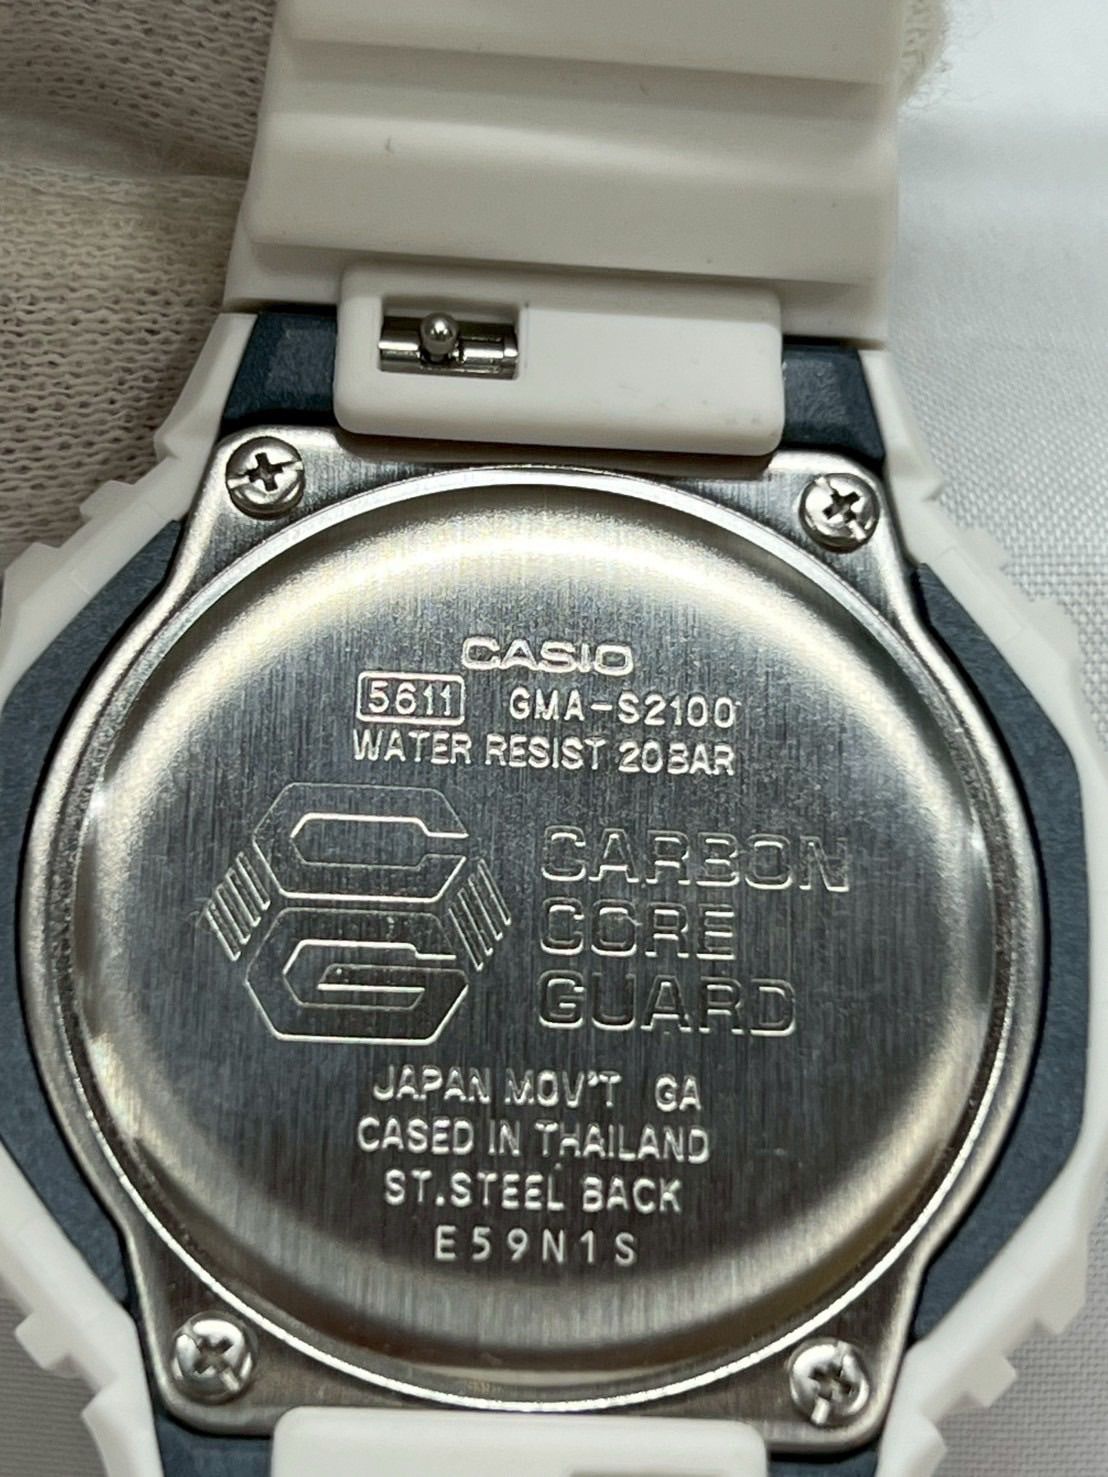 CASIO
5611 GMA-S2100
WATER RESIST 20BAR
CG CARBON
CORE
GUARD
JAPAN MOV'T GA
CASED IN THAILAND
ST.STEEL BACK
E59N1S